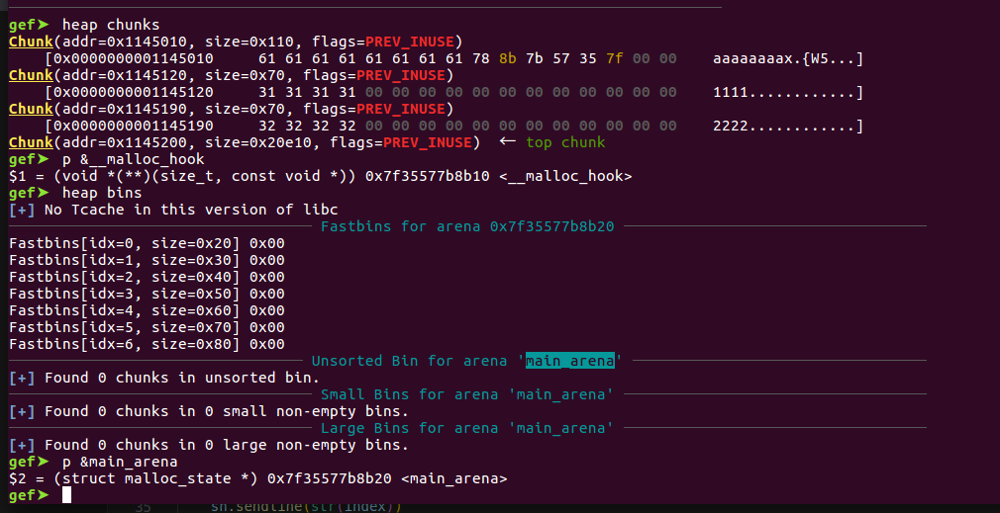 gef➤  heap chunks
Chunk(addr=0x1145010, size=0x110, flags=PREV_INUSE)
    [0x0000000001145010     61 61 61 61 61 61 61 61 78 8b 7b 57 35 7f 00 00    aaaaaaaax.{W5...]
Chunk(addr=0x1145120, size=0x70, flags=PREV_INUSE)
    [0x0000000001145120     31 31 31 31 00 00 00 00 00 00 00 00 00 00 00 00    1111............]
Chunk(addr=0x1145190, size=0x70, flags=PREV_INUSE)
    [0x0000000001145190     32 32 32 32 00 00 00 00 00 00 00 00 00 00 00 00    2222............]
Chunk(addr=0x1145200, size=0x20e10, flags=PREV_INUSE)  ←  top chunk
gef➤  p &__malloc_hook
$1 = (void *(**)(size_t, const void *)) 0x7f35577b8b10 <__malloc_hook>
gef➤  heap bins
[+] No Tcache in this version of libc
Fastbins for arena 0x7f35577b8b20
Fastbins[idx=0, size=0x20] 0x00
Fastbins[idx=1, size=0x30] 0x00
Fastbins[idx=2, size=0x40] 0x00
Fastbins[idx=3, size=0x50] 0x00
Fastbins[idx=4, size=0x60] 0x00
Fastbins[idx=5, size=0x70] 0x00
Fastbins[idx=6, size=0x80] 0x00
Unsorted Bin for arena 'main_arena'
[+] Found 0 chunks in unsorted bin.
Small Bins for arena 'main_arena'
[+] Found 0 chunks in 0 small non-empty bins.
Large Bins for arena 'main_arena'
[+] Found 0 chunks in 0 large non-empty bins.
gef➤  p &main_arena
$2 = (struct malloc_state *) 0x7f35577b8b20 <main_arena>
gef➤
35    sh.sendline(str(index))